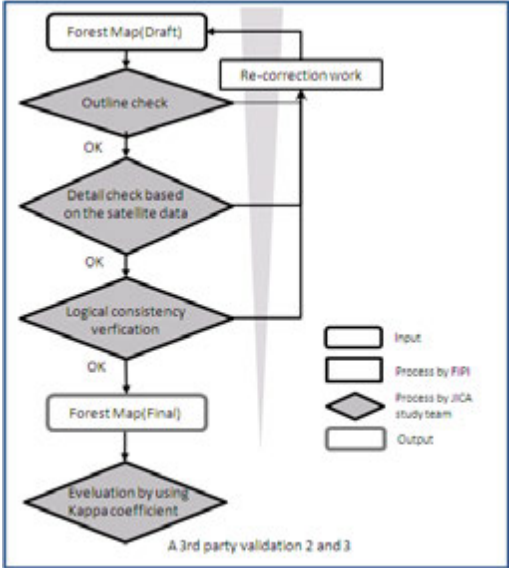 Forest Map(Draft)
Re-correction work
Outline check
OK
Detail check based
on the satellite data
OK
Logical consistency
verfication
OK
Input
Process by FIPI
Process by JICA
study team
Output
Forest Map(Final)
Eveluation by using
Kappa coefficient
A 3rd party validation 2 and 3